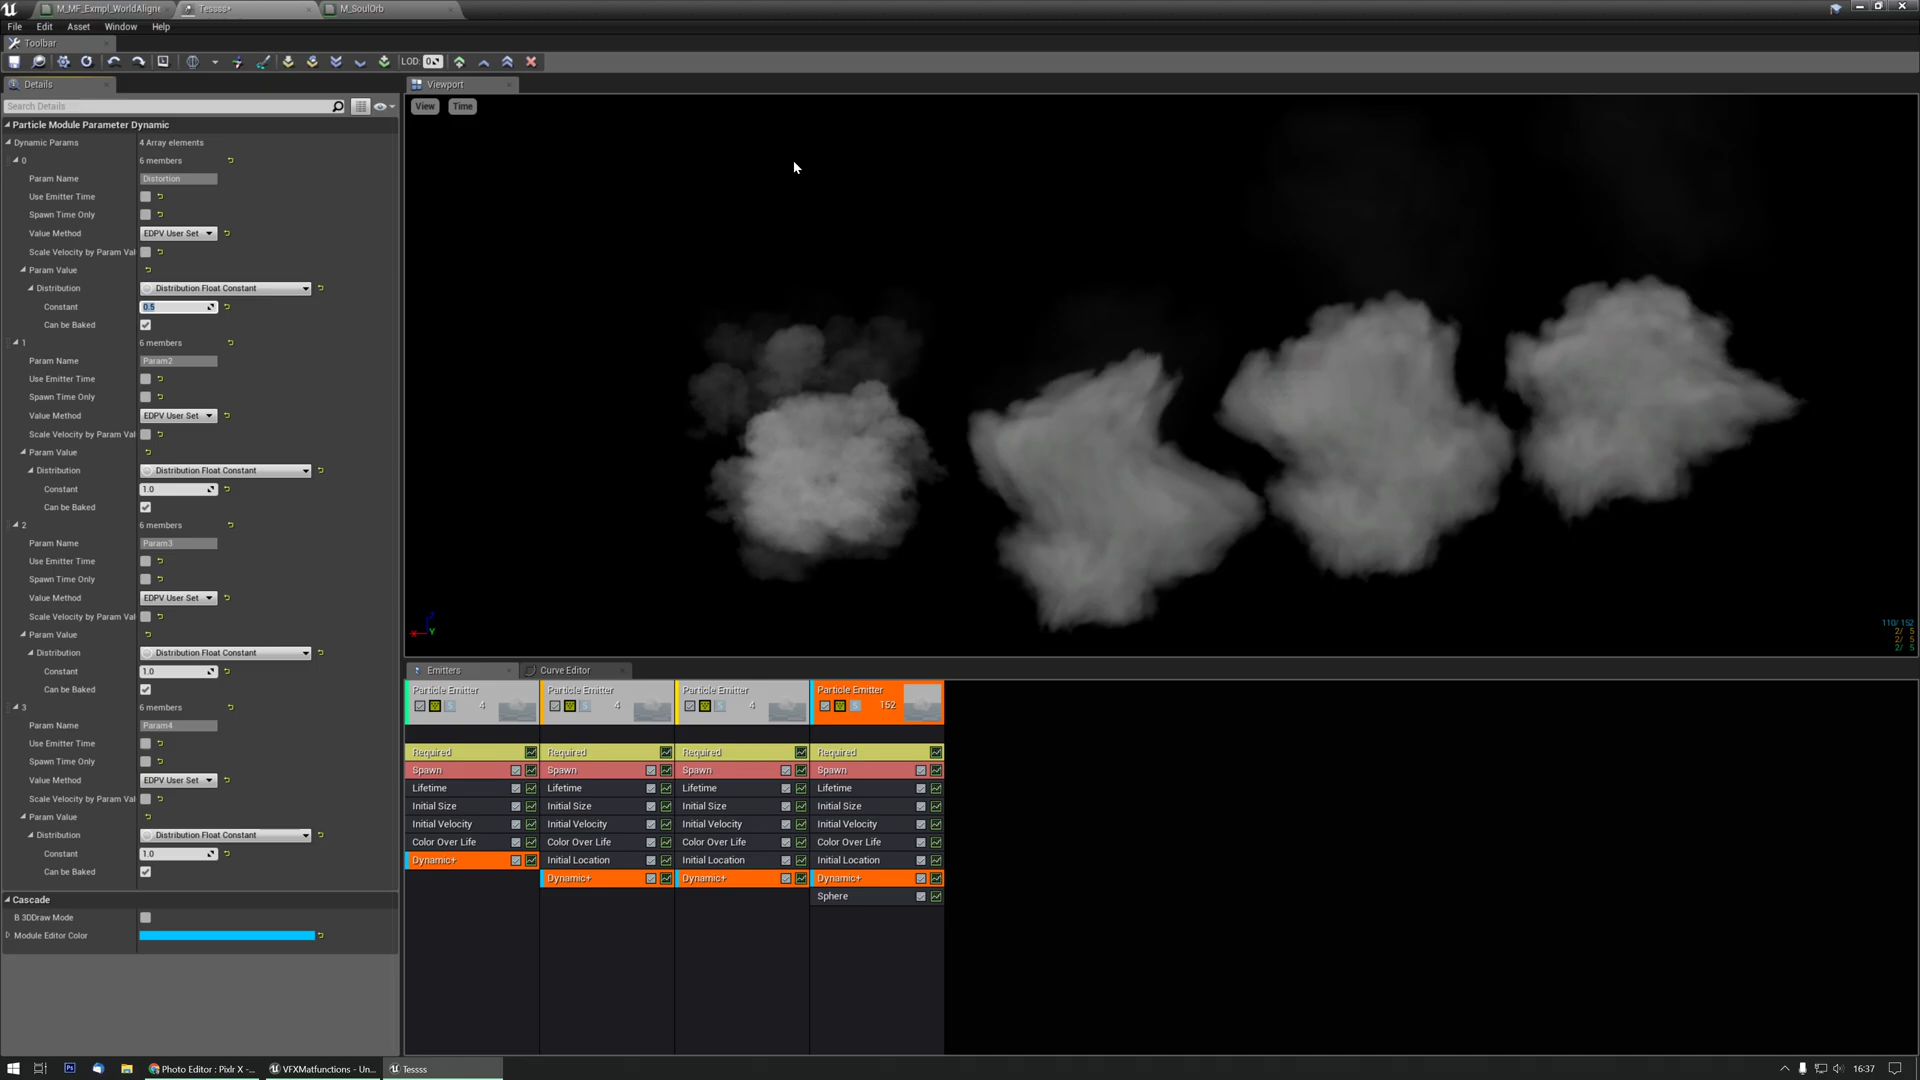 M_MF_Exmpl_WorldAligne
Tessss*
M_SoulOrb
File Edit Asset Window Help
Toolbar
LOD: 0
Details
Viewport
Search Details
View Time
Particle Module Parameter Dynamic
Dynamic Params 4 Array elements
0 6 members
Param Name Distortion
Use Emitter Time
Spawn Time Only
Value Method EDPV User Set
Scale Velocity by Param Val
Param Value
Distribution Distribution Float Constant
Constant 0.5
Can be Baked
1 6 members
Param Name Param2
Use Emitter Time
Spawn Time Only
Value Method EDPV User Set
Scale Velocity by Param Val
Param Value
Distribution Distribution Float Constant
Constant 1.0
Can be Baked
2 6 members
Param Name Param3
Use Emitter Time
Spawn Time Only
Value Method EDPV User Set
Scale Velocity by Param Val
Param Value
Distribution Distribution Float Constant
Constant 1.0
Can be Baked
3 6 members
Param Name Param4
Use Emitter Time
Spawn Time Only
Value Method EDPV User Set
Scale Velocity by Param Val
Param Value
Distribution Distribution Float Constant
Constant 1.0
Can be Baked
Cascade
B 3DDraw Mode
Module Editor Color
Z
Y
110/ 152
2/ 5
2/ 5
2/ 5
Emitters Curve Editor
Particle Emitter Particle Emitter Particle Emitter Particle Emitter
4 4 4 152
Required Required Required Required
Spawn Spawn Spawn Spawn
Lifetime Lifetime Lifetime Lifetime
Initial Size Initial Size Initial Size Initial Size
Initial Velocity Initial Velocity Initial Velocity Initial Velocity
Color Over Life Color Over Life Color Over Life Color Over Life
Dynamic+ Initial Location Initial Location Initial Location
Dynamic+ Dynamic+ Dynamic+
Sphere
Photo Editor : Pixlr X -...
VFXMatfunctions - Un...
Tessss
16:37